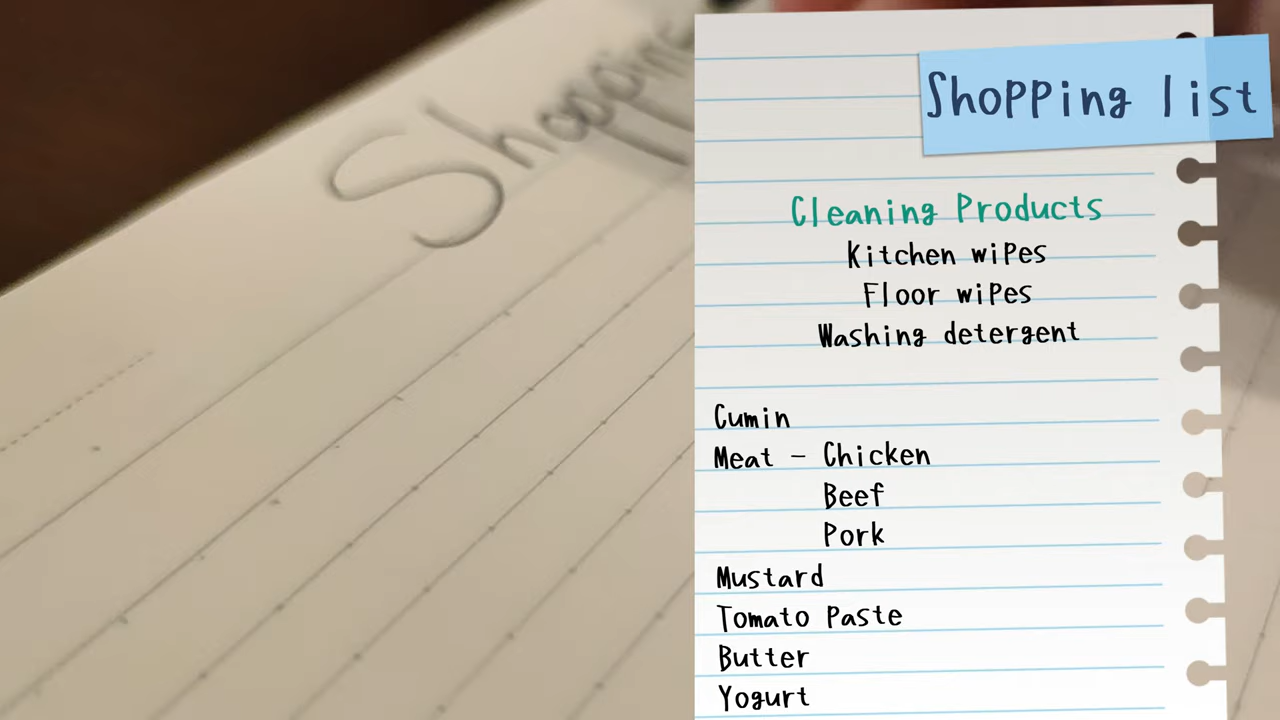 Shopping
Shopping list
Cleaning Products
Kitchen wipes
Floor wipes
Washing detergent
Cumin
Meat - Chicken
Beef
Pork
Mustard
Tomato Paste
Butter
Yogurt